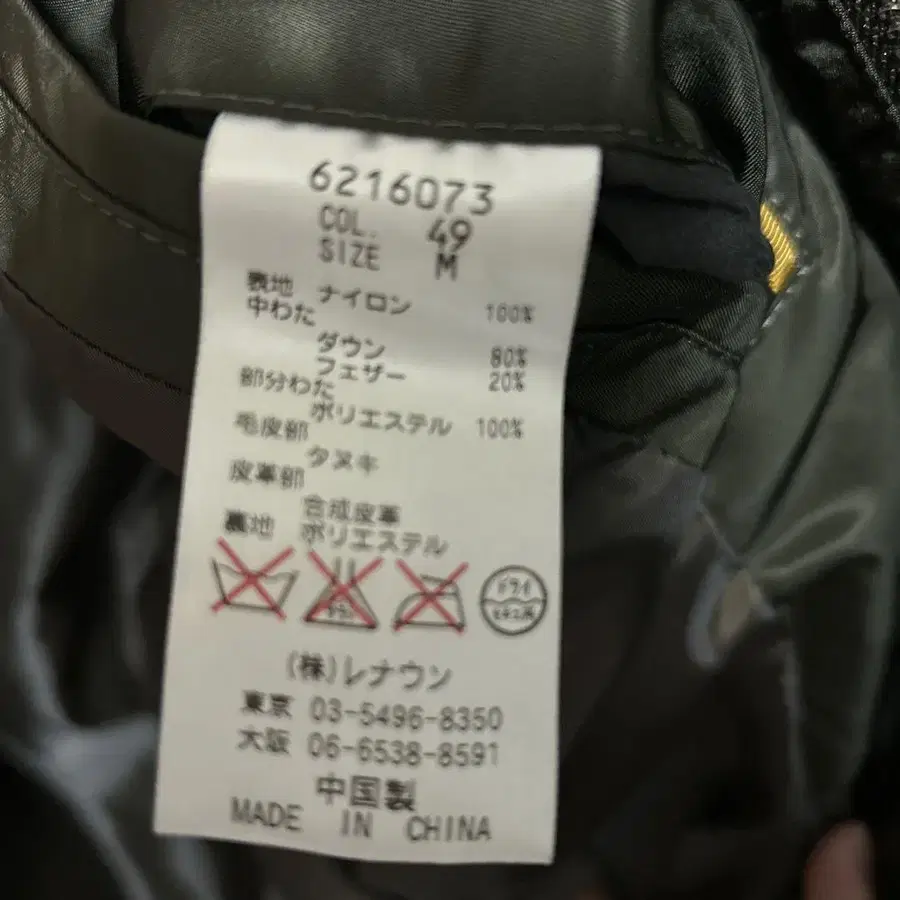 6216073
COL. 49
SIZE M
表地 ナイロン 100%
中わた
ダウン 80%
フェザー 20%
部分わた
ポリエステル 100%
毛皮部
タヌキ
皮革部
合成皮革
裏地 ポリエステル
ドライ
(株)レナウン
東京 03-5496-8350
大阪 06-6538-8591
中国製
MADE IN CHINA